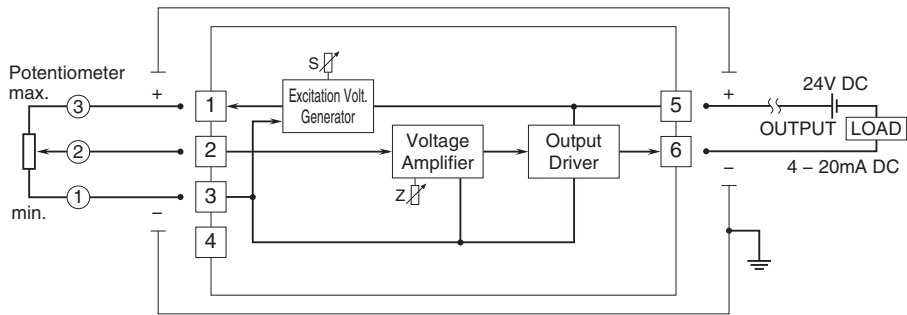 Potentiometer
max.
3
+
1
S
Excitation Volt.
Generator
5
+
24V DC
OUTPUT
LOAD
2
2
Voltage
Amplifier
Output
Driver
6
4 – 20mA DC
1
min.
–
3
Z
–
4